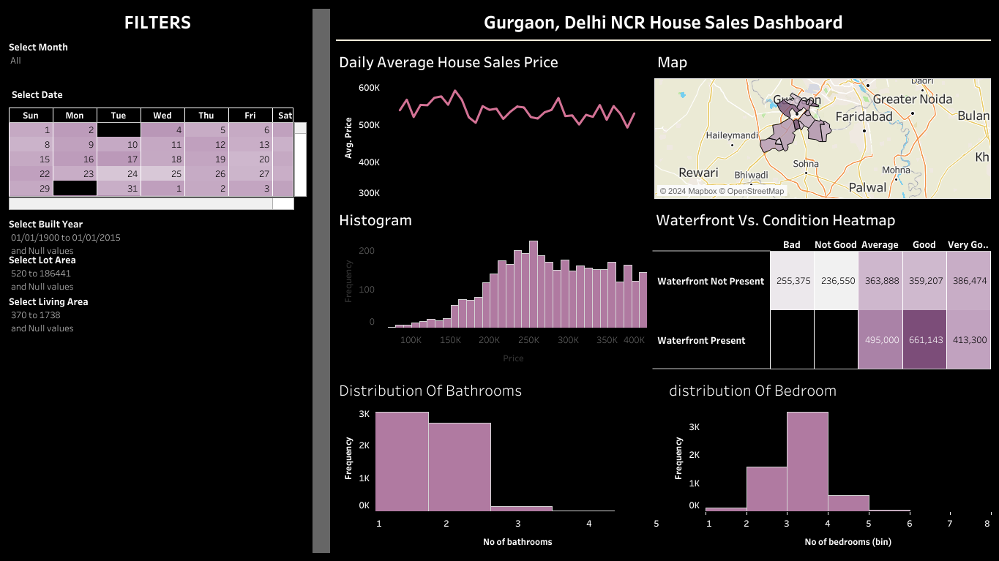 FILTERS
Select Month
All
Select Date
Sun Mon Tue Wed Thu Fri Sat
1 2 4 5 6
8 9 10 11 12 13
15 16 17 18 19 20
22 23 24 25 26 27
29 31 1 2 3
Select Built Year
01/01/1900 to 01/01/2015
and Null values
Select Lot Area
520 to 186441
and Null values
Select Living Area
370 to 1738
and Null values
Gurgaon, Delhi NCR House Sales Dashboard
Daily Average House Sales Price
600K
500K
400K
300K
Avg. Price
Map
Dadri
Gurgaon
Greater Noida
Faridabad
Bulan
Haileymandi
Kh
Sohna
Rewari
Bhiwadi
Mohna
Palwal
© 2024 Mapbox © OpenStreetMap
Histogram
200
100
0
Frequency
100K 150K 200K 250K 300K 350K 400K
Price
Waterfront Vs. Condition Heatmap
Bad Not Good Average Good Very Go..
Waterfront Not Present 255,375 236,550 363,888 359,207 386,474
Waterfront Present 495,000 661,143 413,300
Distribution Of Bathrooms
3K
2K
1K
0K
Frequency
1 2 3 4 5
No of bathrooms
distribution Of Bedroom
3K
2K
1K
0K
Frequency
1 2 3 4 5 6 7 8
No of bedrooms (bin)